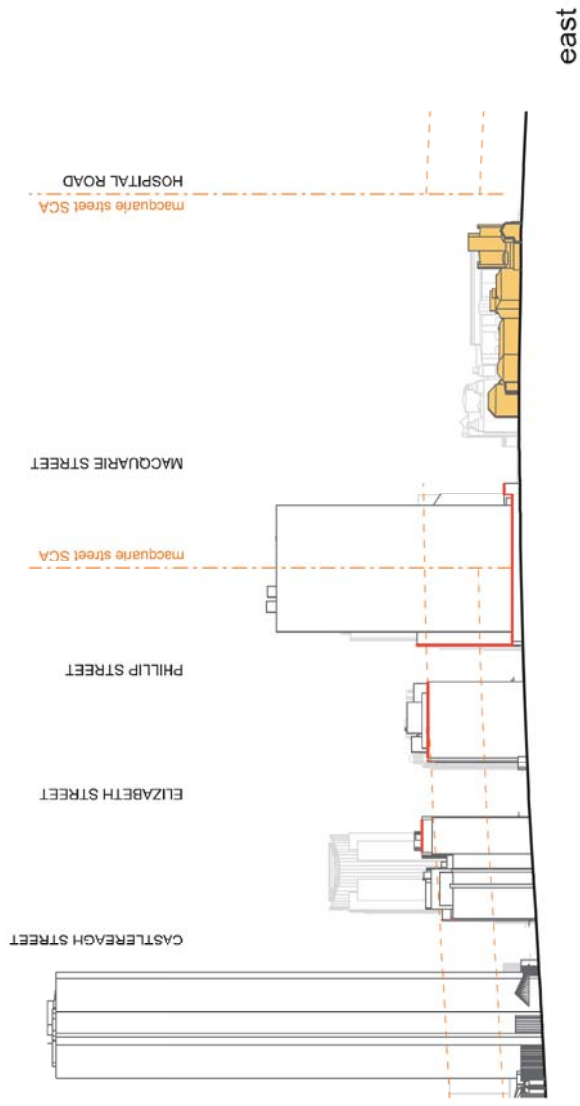 east
HOSPITAL ROAD
macquarie street SCA
MACQUARIE STREET
macquarie street SCA
PHILLIP STREET
ELIZABETH STREET
CASTLEREAGH STREET